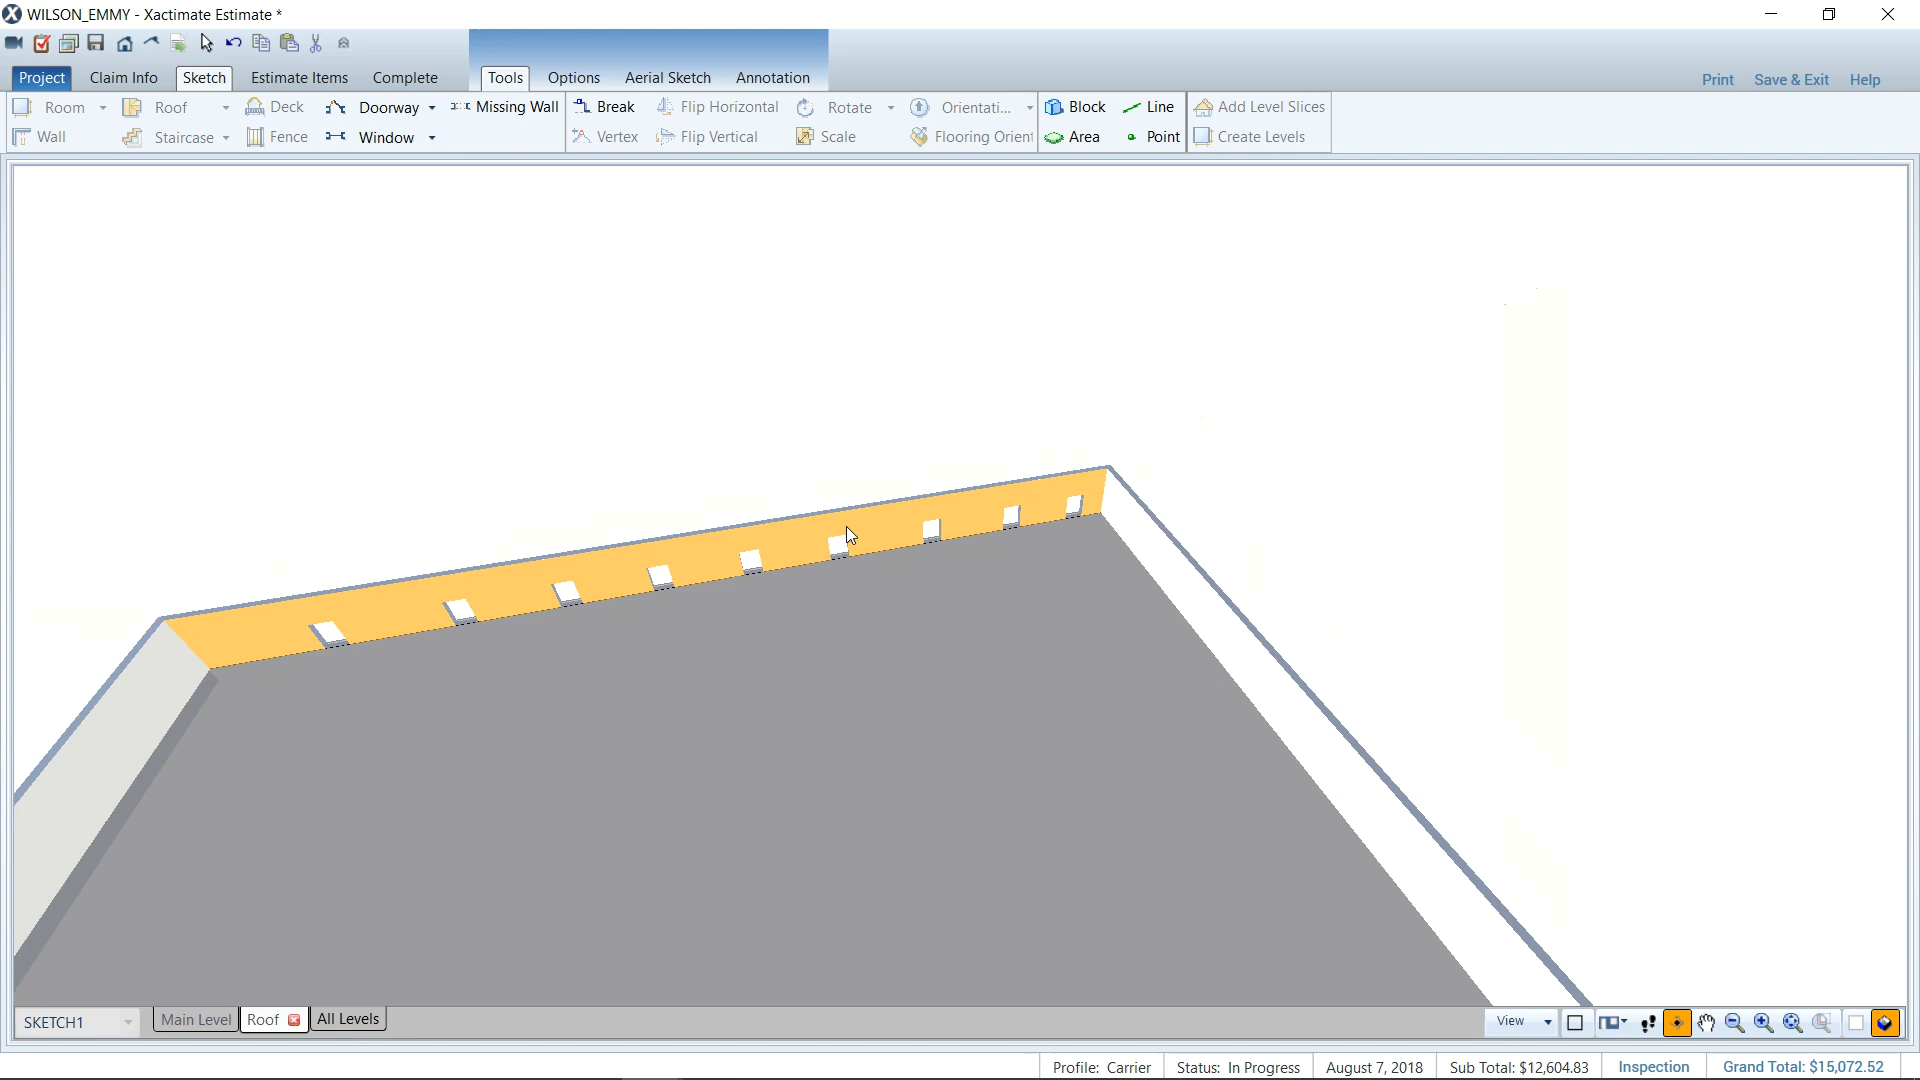 WILSON_EMMY - Xactimate Estimate *
Project Claim Info Sketch Estimate Items Complete Tools Options Aerial Sketch Annotation Print Save & Exit Help
Room Roof Deck Doorway Missing Wall Break Flip Horizontal Rotate Orientati... Block Line Add Level Slices
Wall Staircase Fence Window Vertex Flip Vertical Scale Flooring Orient Area Point Create Levels
SKETCH1 Main Level Roof All Levels View
Profile: Carrier Status: In Progress August 7, 2018 Sub Total: $12,604.83 Inspection Grand Total: $15,072.52